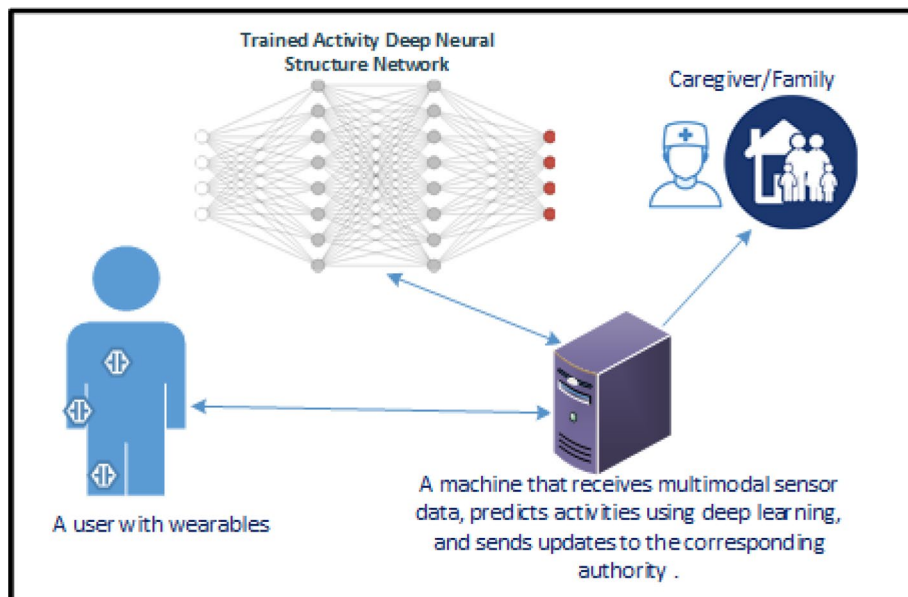 Trained Activity Deep Neural
Structure Network
Caregiver/Family
A user with wearables
A machine that receives multimodal sensor
data, predicts activities using deep learning,
and sends updates to the corresponding
authority .